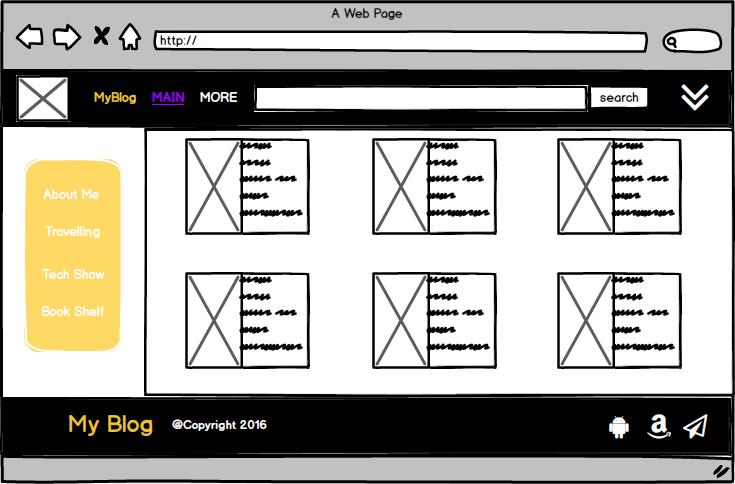 A Web Page
http://
MyBlog MAIN MORE search
About Me
Travelling
Tech Show
Book Shelf
My Blog @Copyright 2016